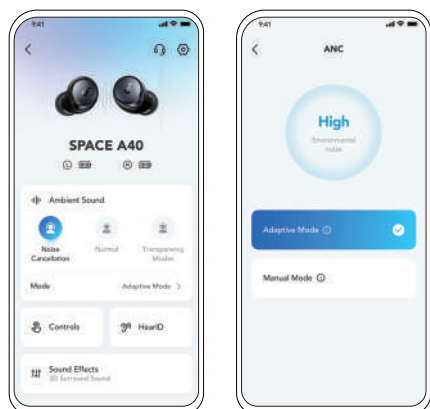 9:41
SPACE A40
L
R
Ambient Sound
Noise
Cancellation
Normal
Transparency
Modes
Mode
Adaptive Mode >
Controls
HearID
Sound Effects
3D Surround Sound
9:41
ANC
High
Environmental
noise
Adaptive Mode
Manual Mode